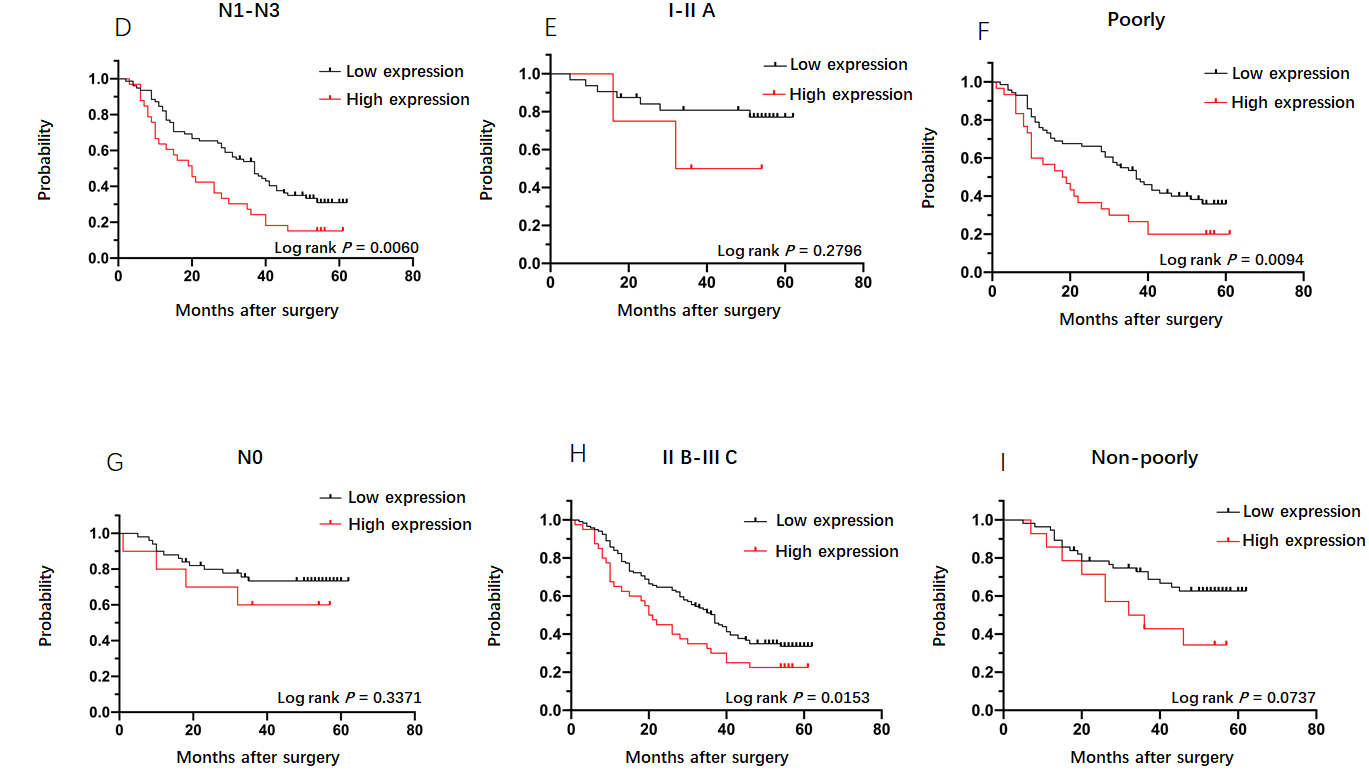 D
N1-N3
Low expression
High expression
1.0
0.8
0.6
0.4
0.2
0.0
Probability
Log rank P = 0.0060
0 20 40 60 80
Months after surgery
E
I-II A
Low expression
High expression
1.0
0.8
0.6
0.4
0.2
0.0
Probability
Log rank P = 0.2796
0 20 40 60 80
Months after surgery
F
Poorly
Low expression
High expression
1.0
0.8
0.6
0.4
0.2
0.0
Probability
Log rank P = 0.0094
0 20 40 60 80
Months after surgery
G
N0
Low expression
High expression
1.0
0.8
0.6
0.4
0.2
0.0
Probability
Log rank P = 0.3371
0 20 40 60 80
Months after surgery
H
II B-III C
Low expression
High expression
1.0
0.8
0.6
0.4
0.2
0.0
Probability
Log rank P = 0.0153
0 20 40 60 80
Months after surgery
I
Non-poorly
Low expression
High expression
1.0
0.8
0.6
0.4
0.2
0.0
Probability
Log rank P = 0.0737
0 20 40 60 80
Months after surgery